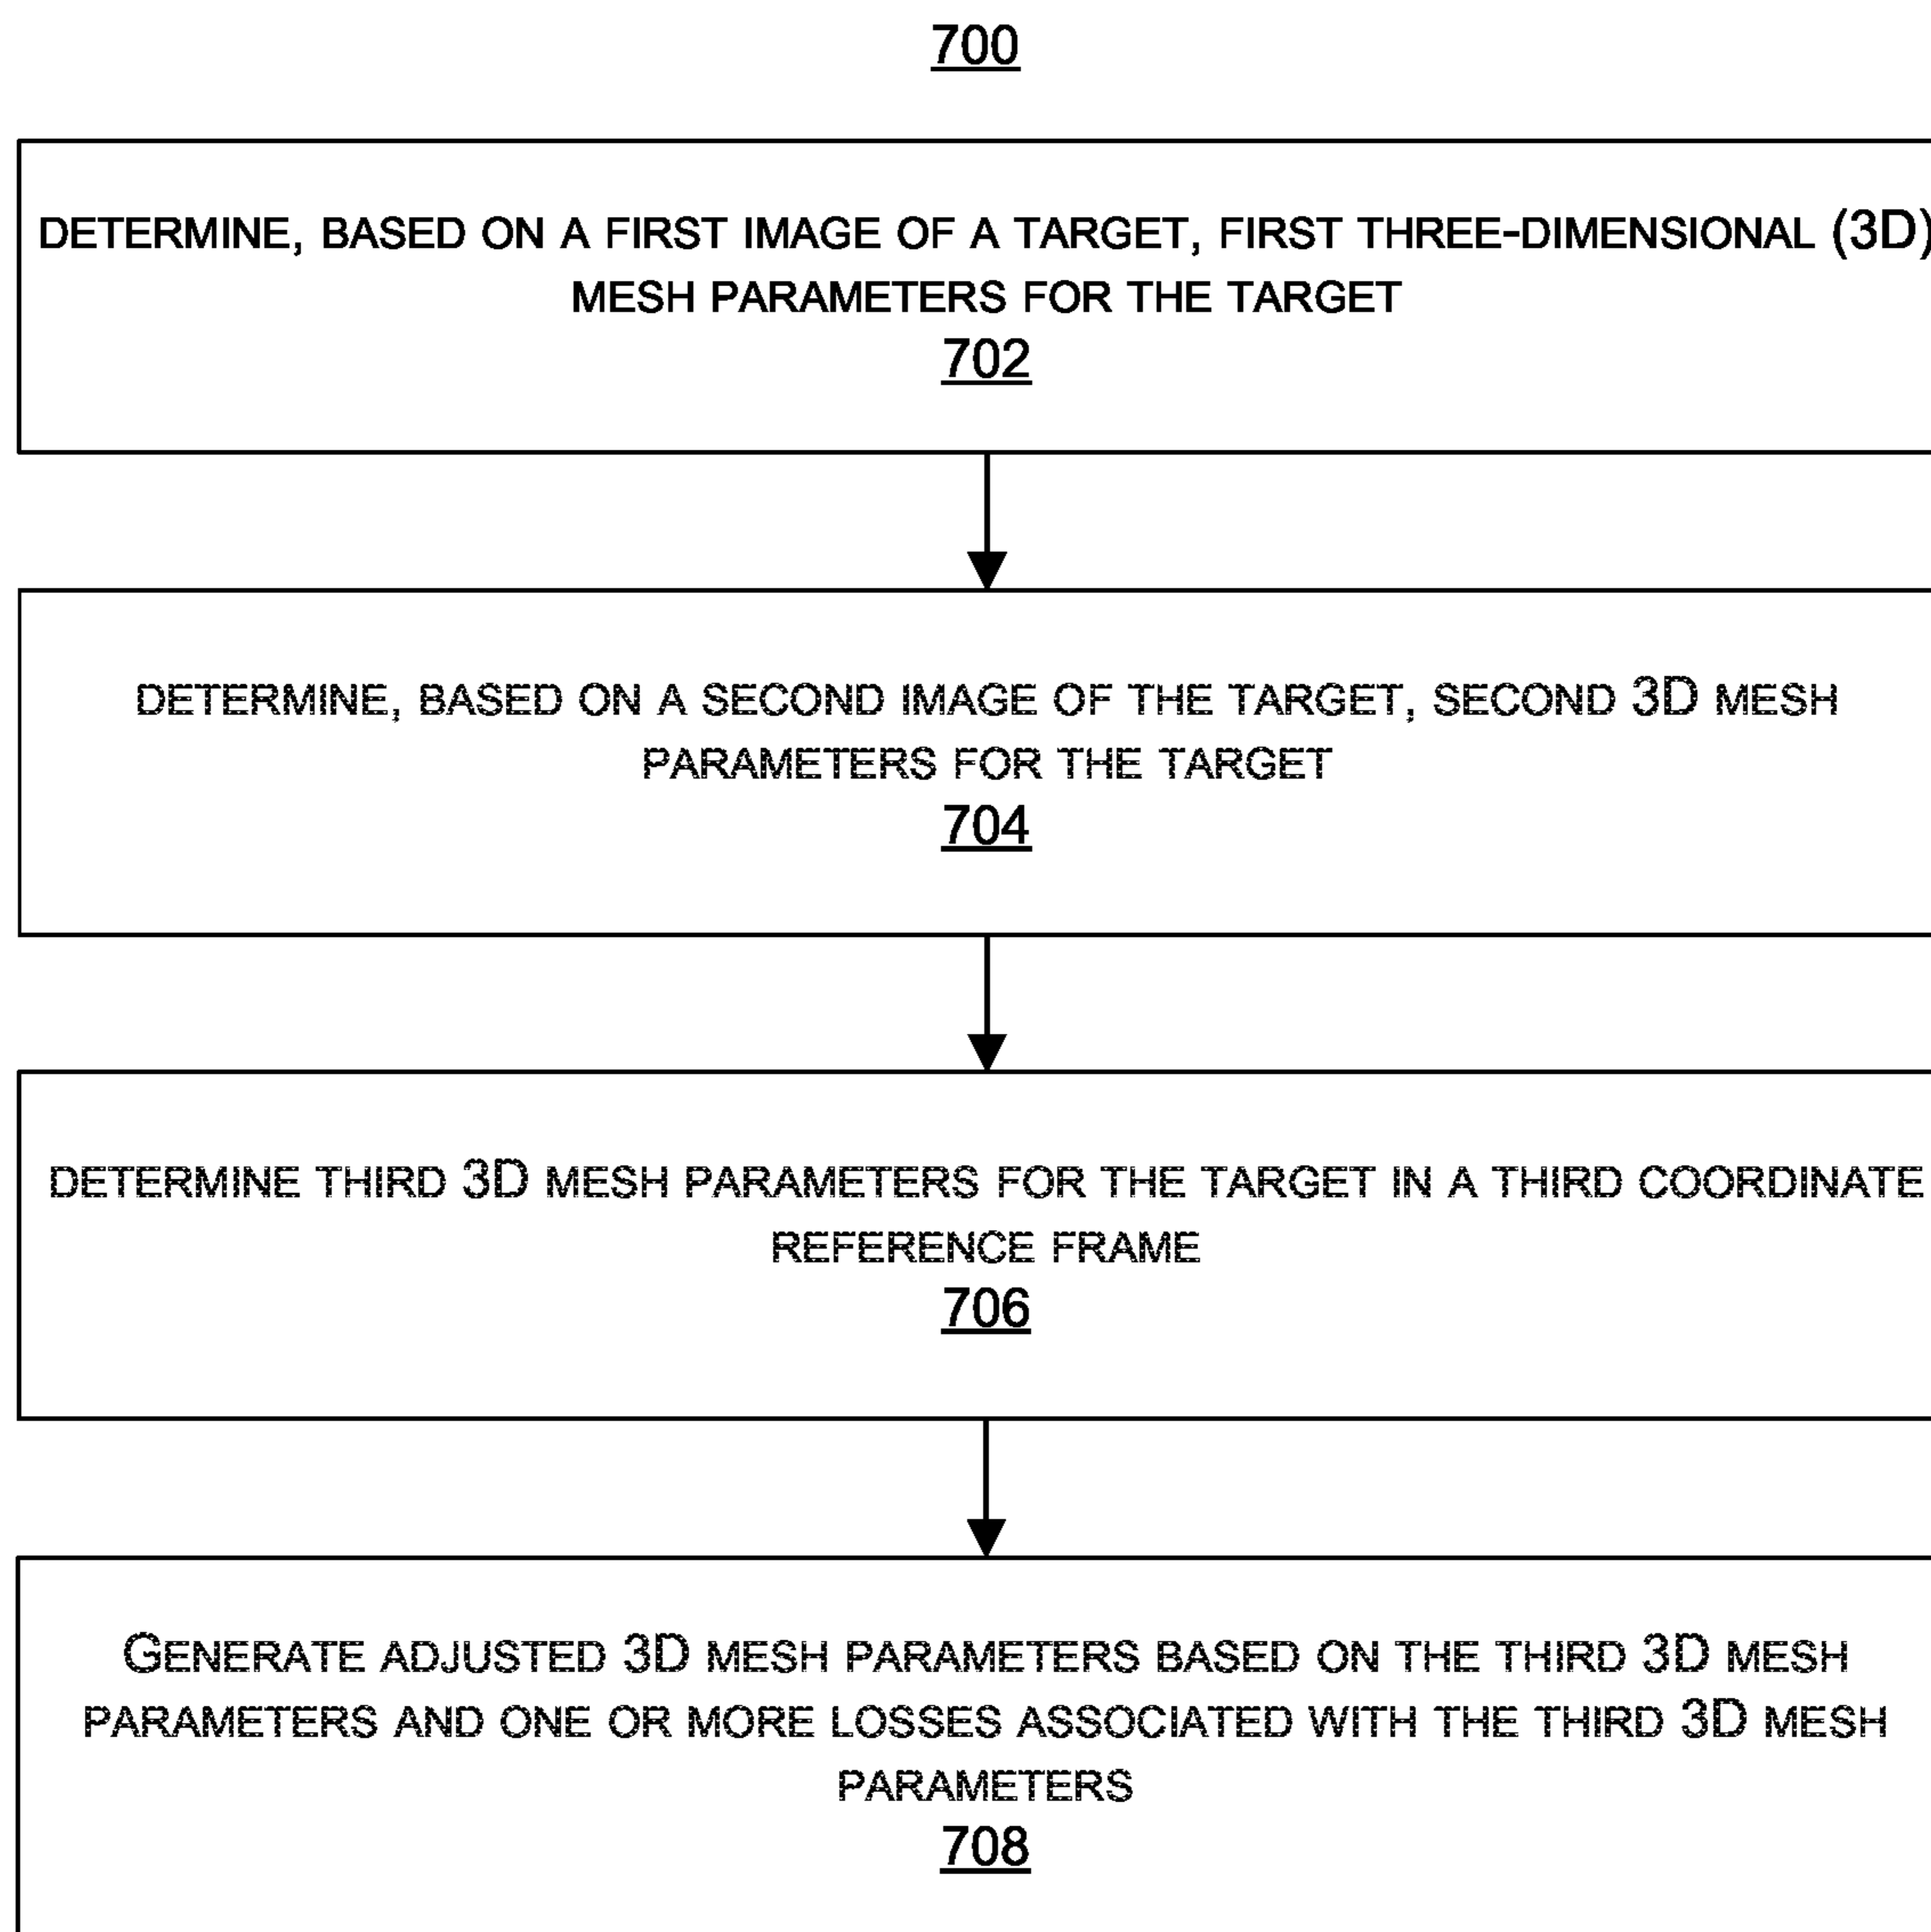 700
DETERMINE, BASED ON A FIRST IMAGE OF A TARGET, FIRST THREE-DIMENSIONAL (3D)
MESH PARAMETERS FOR THE TARGET
702
DETERMINE, BASED ON A SECOND IMAGE OF THE TARGET, SECOND 3D MESH
PARAMETERS FOR THE TARGET
704
DETERMINE THIRD 3D MESH PARAMETERS FOR THE TARGET IN A THIRD COORDINATE
REFERENCE FRAME
706
GENERATE ADJUSTED 3D MESH PARAMETERS BASED ON THE THIRD 3D MESH
PARAMETERS AND ONE OR MORE LOSSES ASSOCIATED WITH THE THIRD 3D MESH
PARAMETERS
708